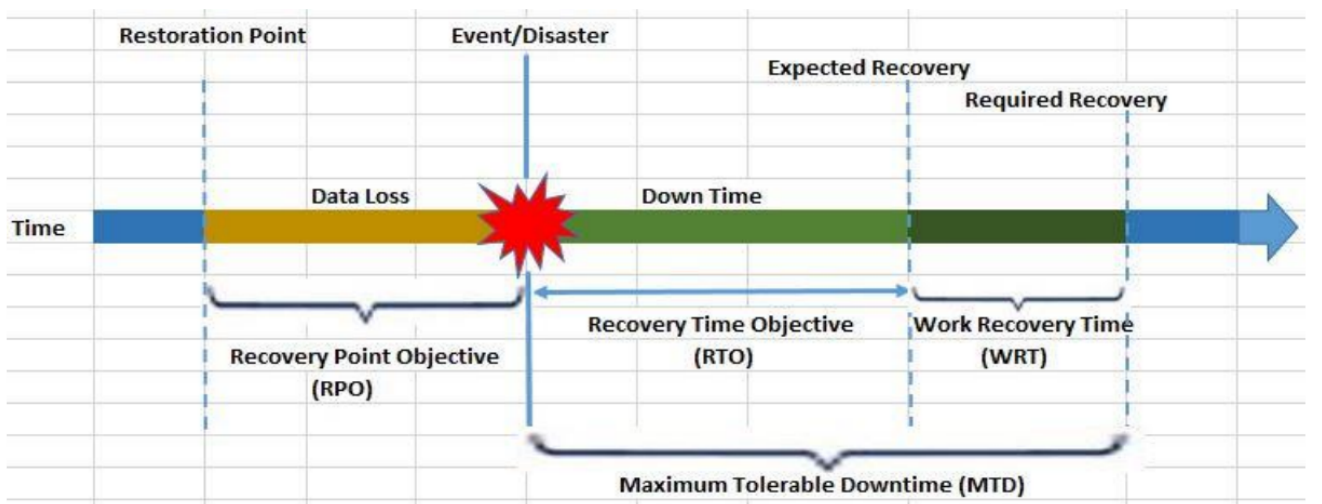 Restoration Point
Event/Disaster
Expected Recovery
Required Recovery
Data Loss
Down Time
Time
Recovery Point Objective
(RPO)
Recovery Time Objective
(RTO)
Work Recovery Time
(WRT)
Maximum Tolerable Downtime (MTD)